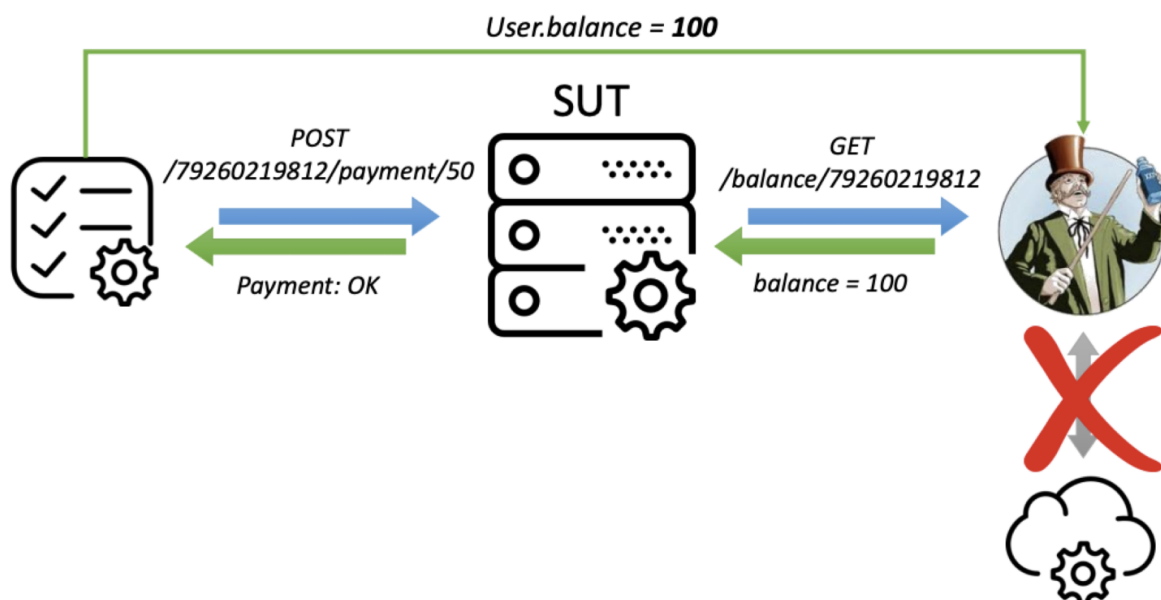 User.balance = 100
SUT
POST
/79260219812/payment/50
GET
/balance/79260219812
Payment: OK
balance = 100